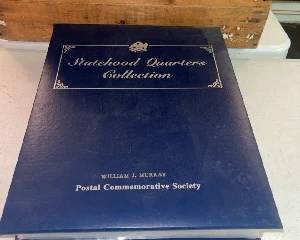 Statehood Quarters
Collection
WILLIAM J. MURRAY
Postal Commemorative Society